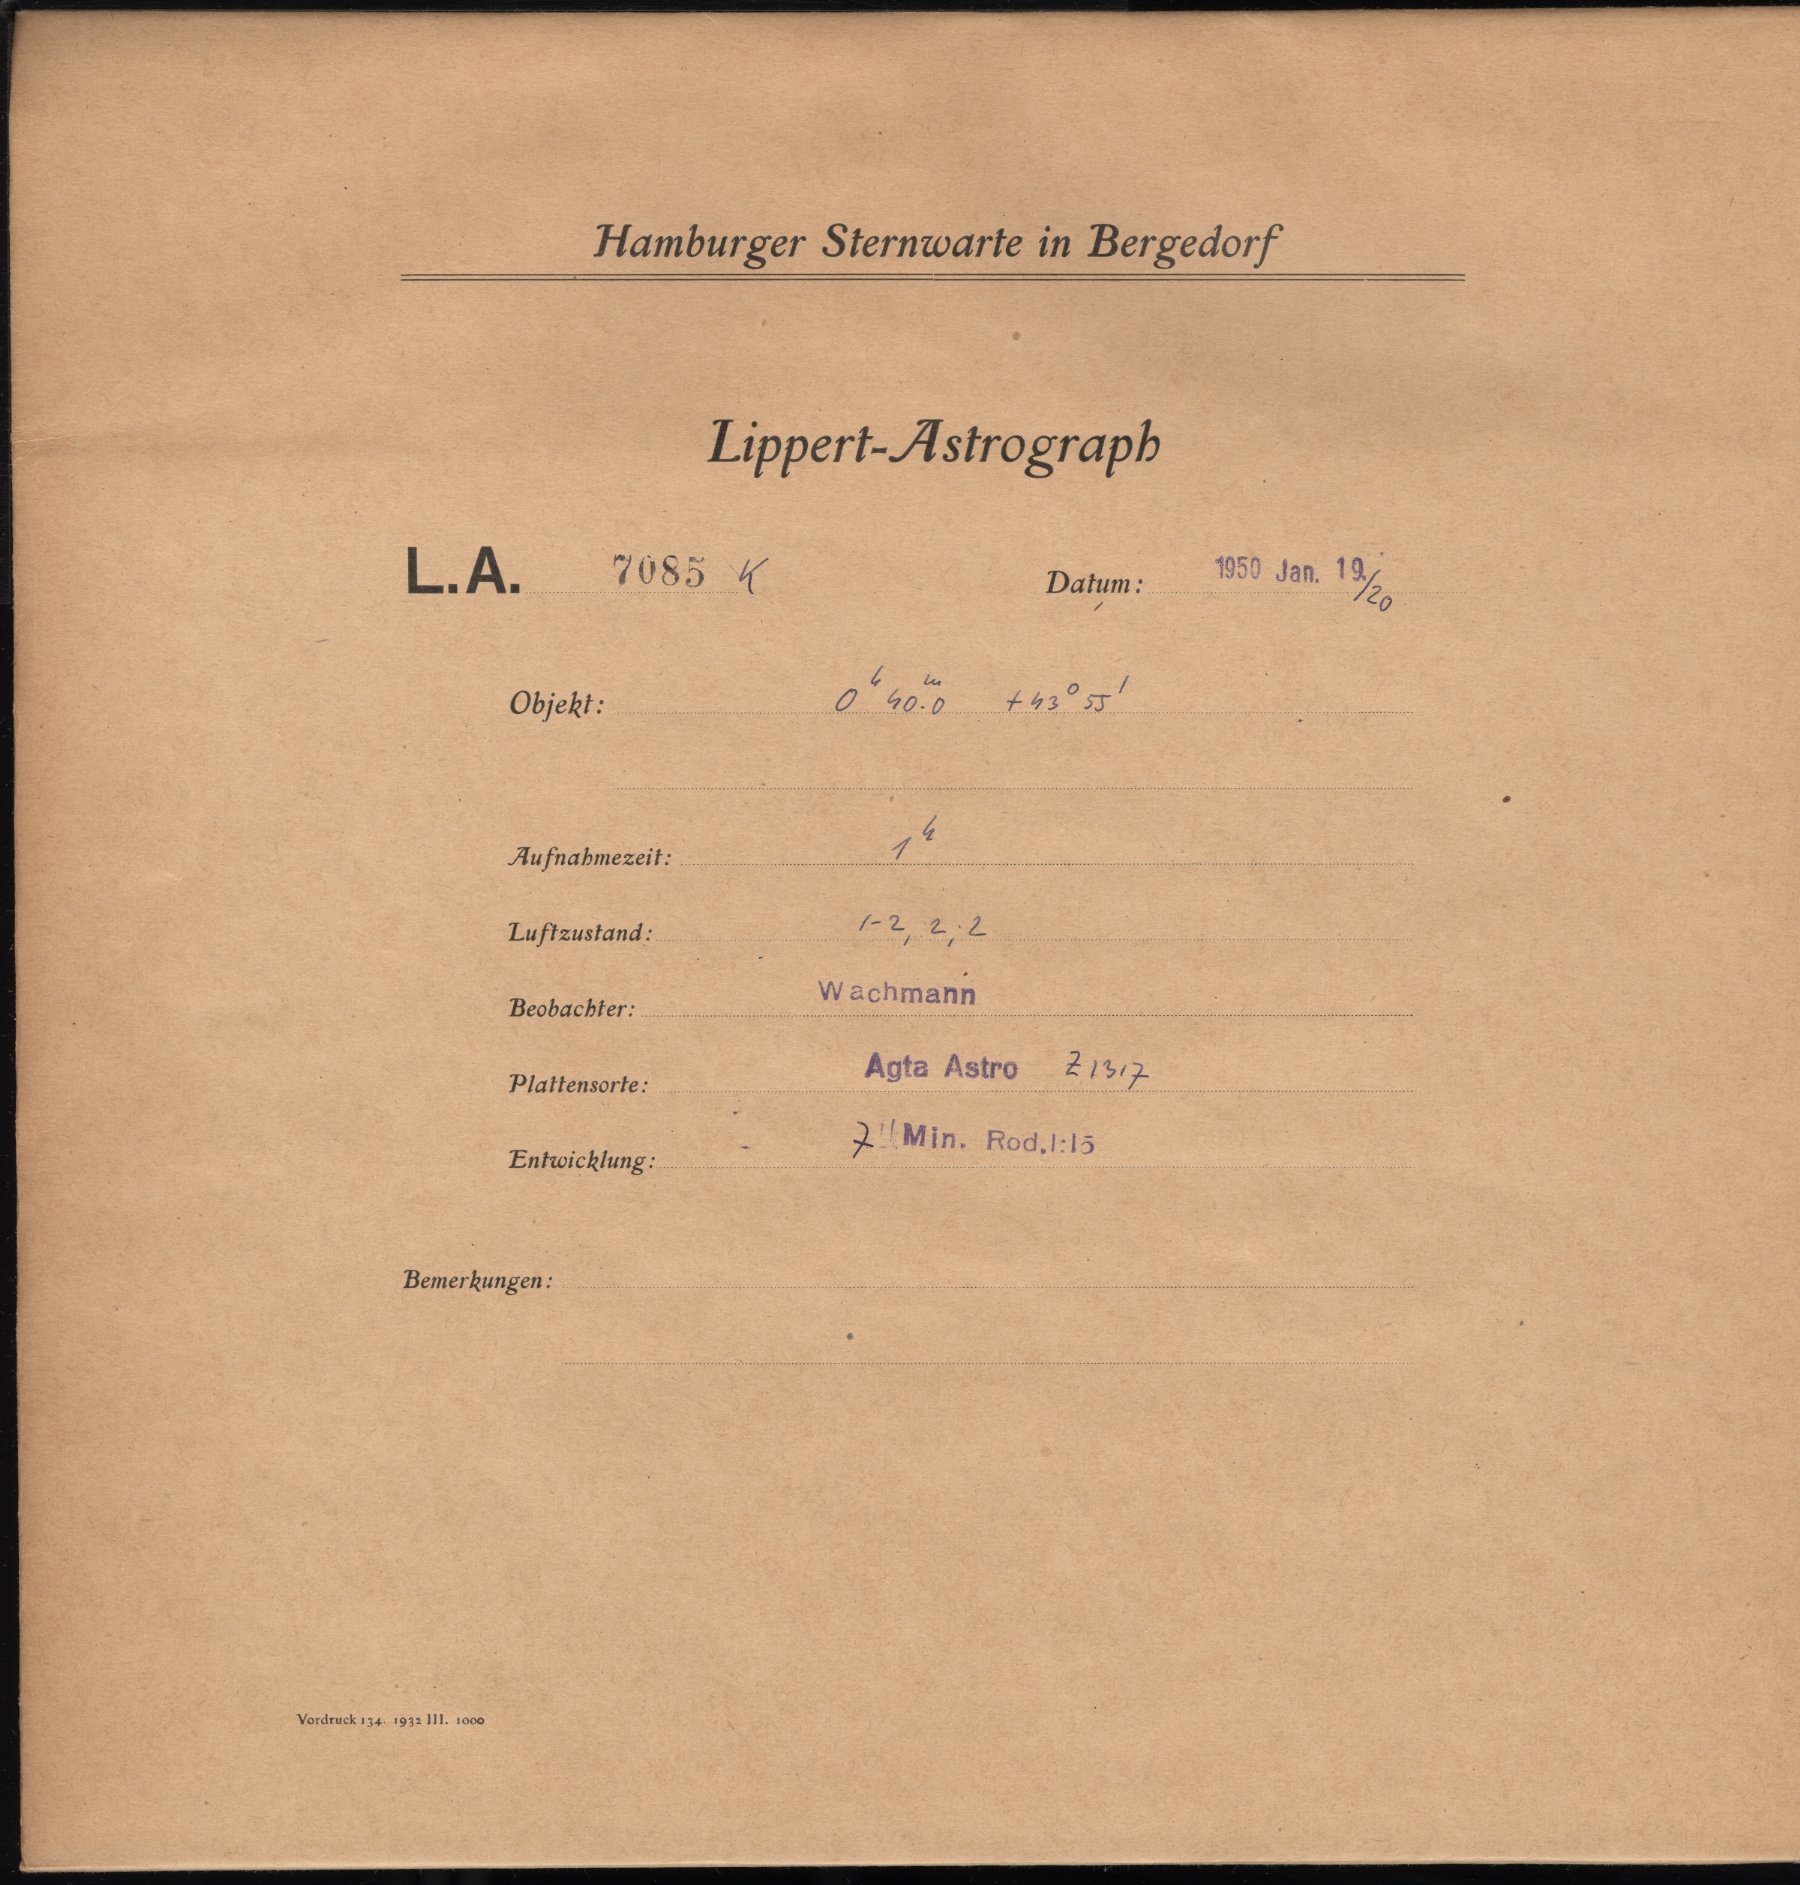 Hamburger Sternwarte in Bergedorf
Lippert-Astrograph
L.A. 7085 K Datum: 1950 Jan. 19./20
Objekt: 0h 40m.0 +43° 55'
Aufnahmezeit: 1h
Luftzustand: 1-2, 2, 2
Beobachter: Wachmann
Plattensorte: Agfa Astro Z 1317
Entwicklung: 7 Min. Rod. 1:15
Bemerkungen:
Vordruck 134. 1932 III. 1000